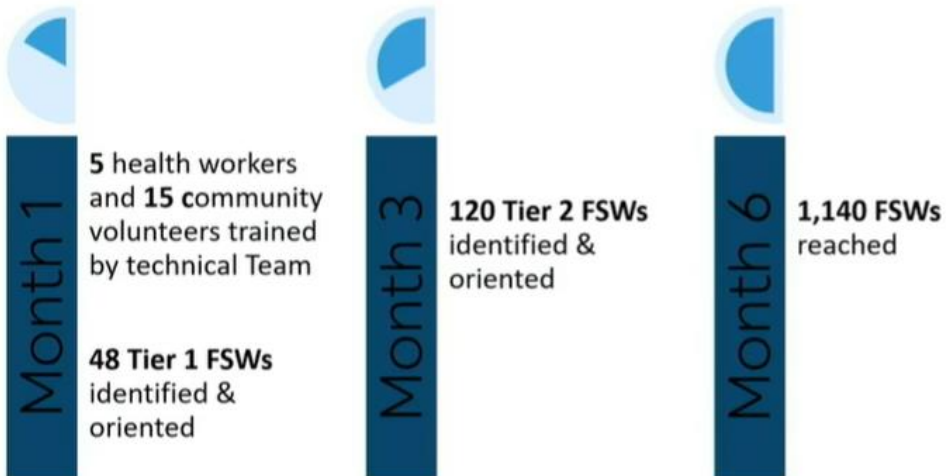 Month 1
5 health workers
and 15 community
volunteers trained
by technical Team
48 Tier 1 FSWs
identified &
oriented
Month 3
120 Tier 2 FSWs
identified &
oriented
Month 6
1,140 FSWs
reached